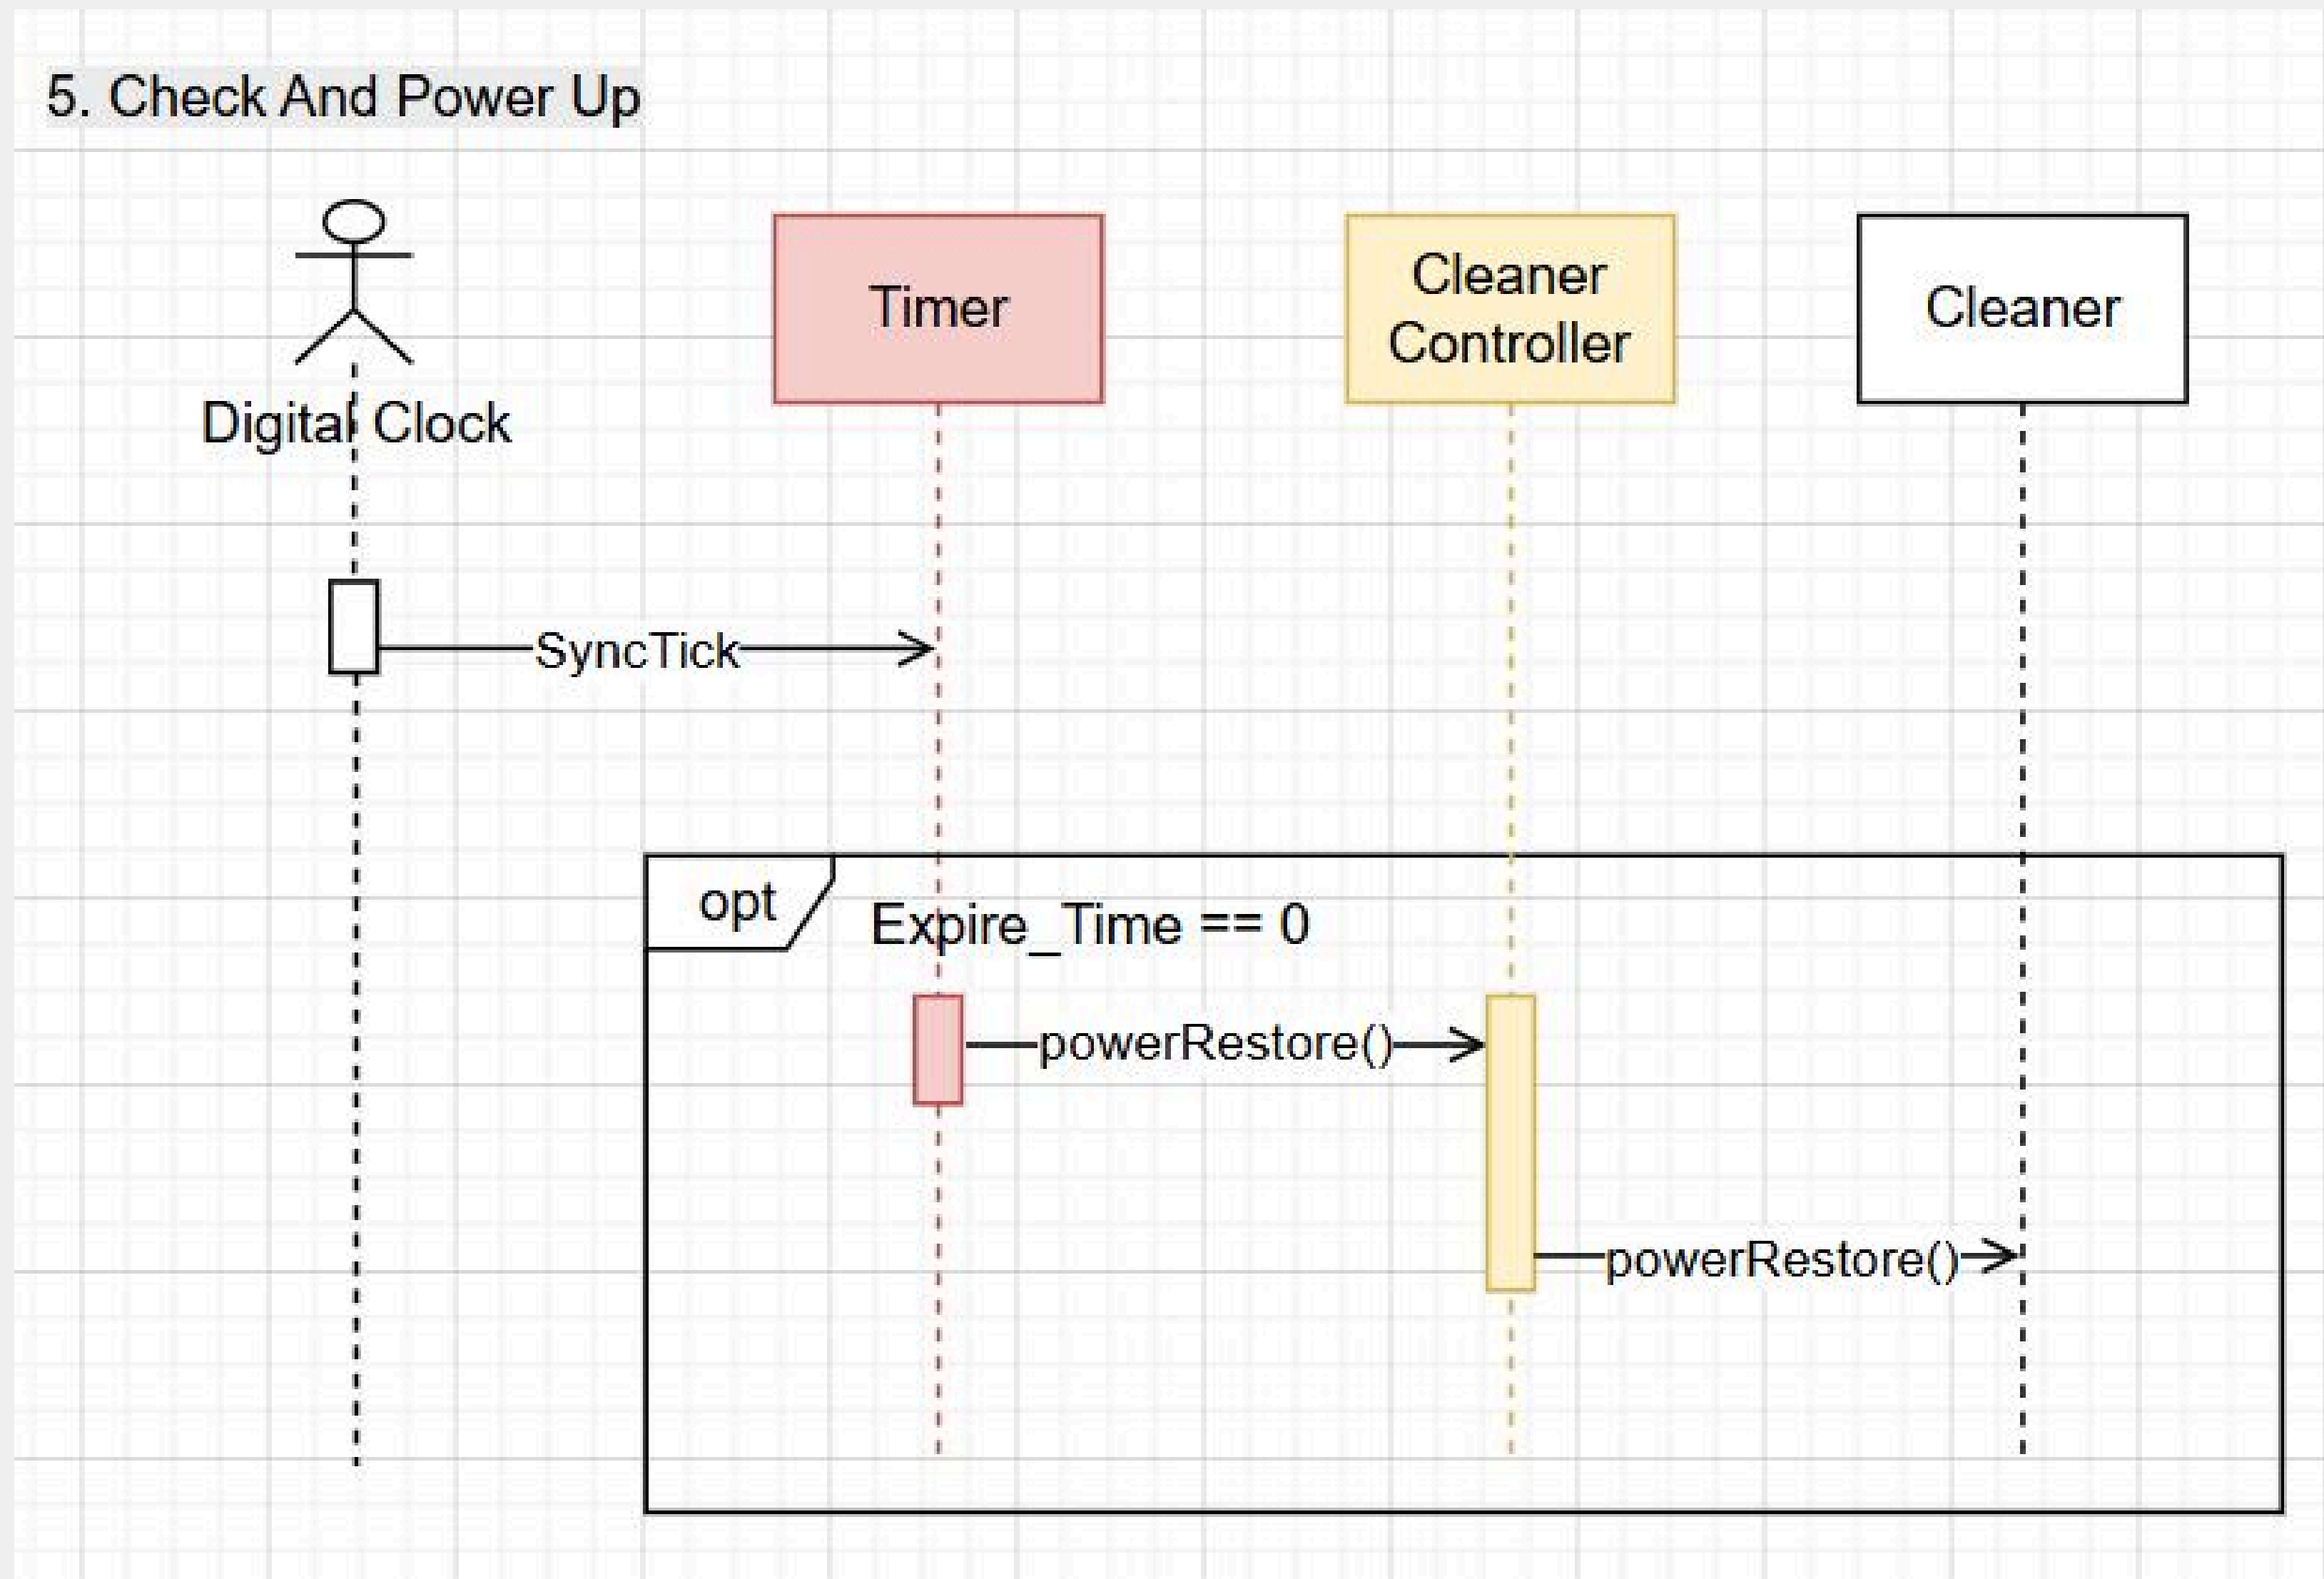 5. Check And Power Up
Digital Clock
Timer
Cleaner
Controller
Cleaner
SyncTick
opt
Expire_Time == 0
powerRestore()
powerRestore()